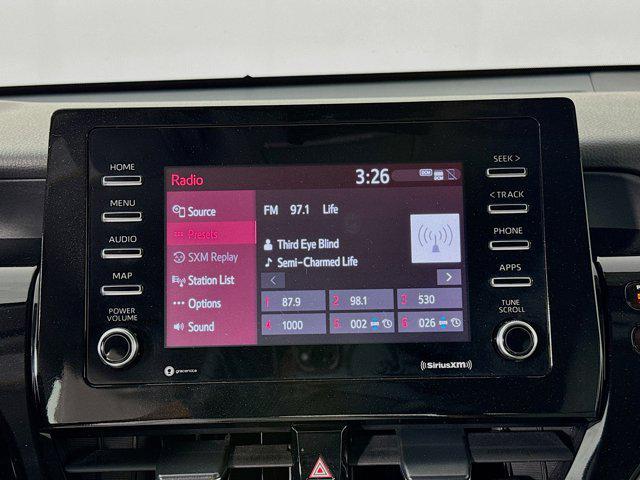 HOME
MENU
AUDIO
MAP
POWER
VOLUME
Radio
3:26
DCM
Source
Presets
SXM Replay
Station List
Options
Sound
FM 97.1 Life
Third Eye Blind
Semi-Charmed Life
1 87.9
2 98.1
3 530
4 1000
5 002
6 026
SEEK >
< TRACK
PHONE
APPS
TUNE
SCROLL
gracenote
((SiriusXM))